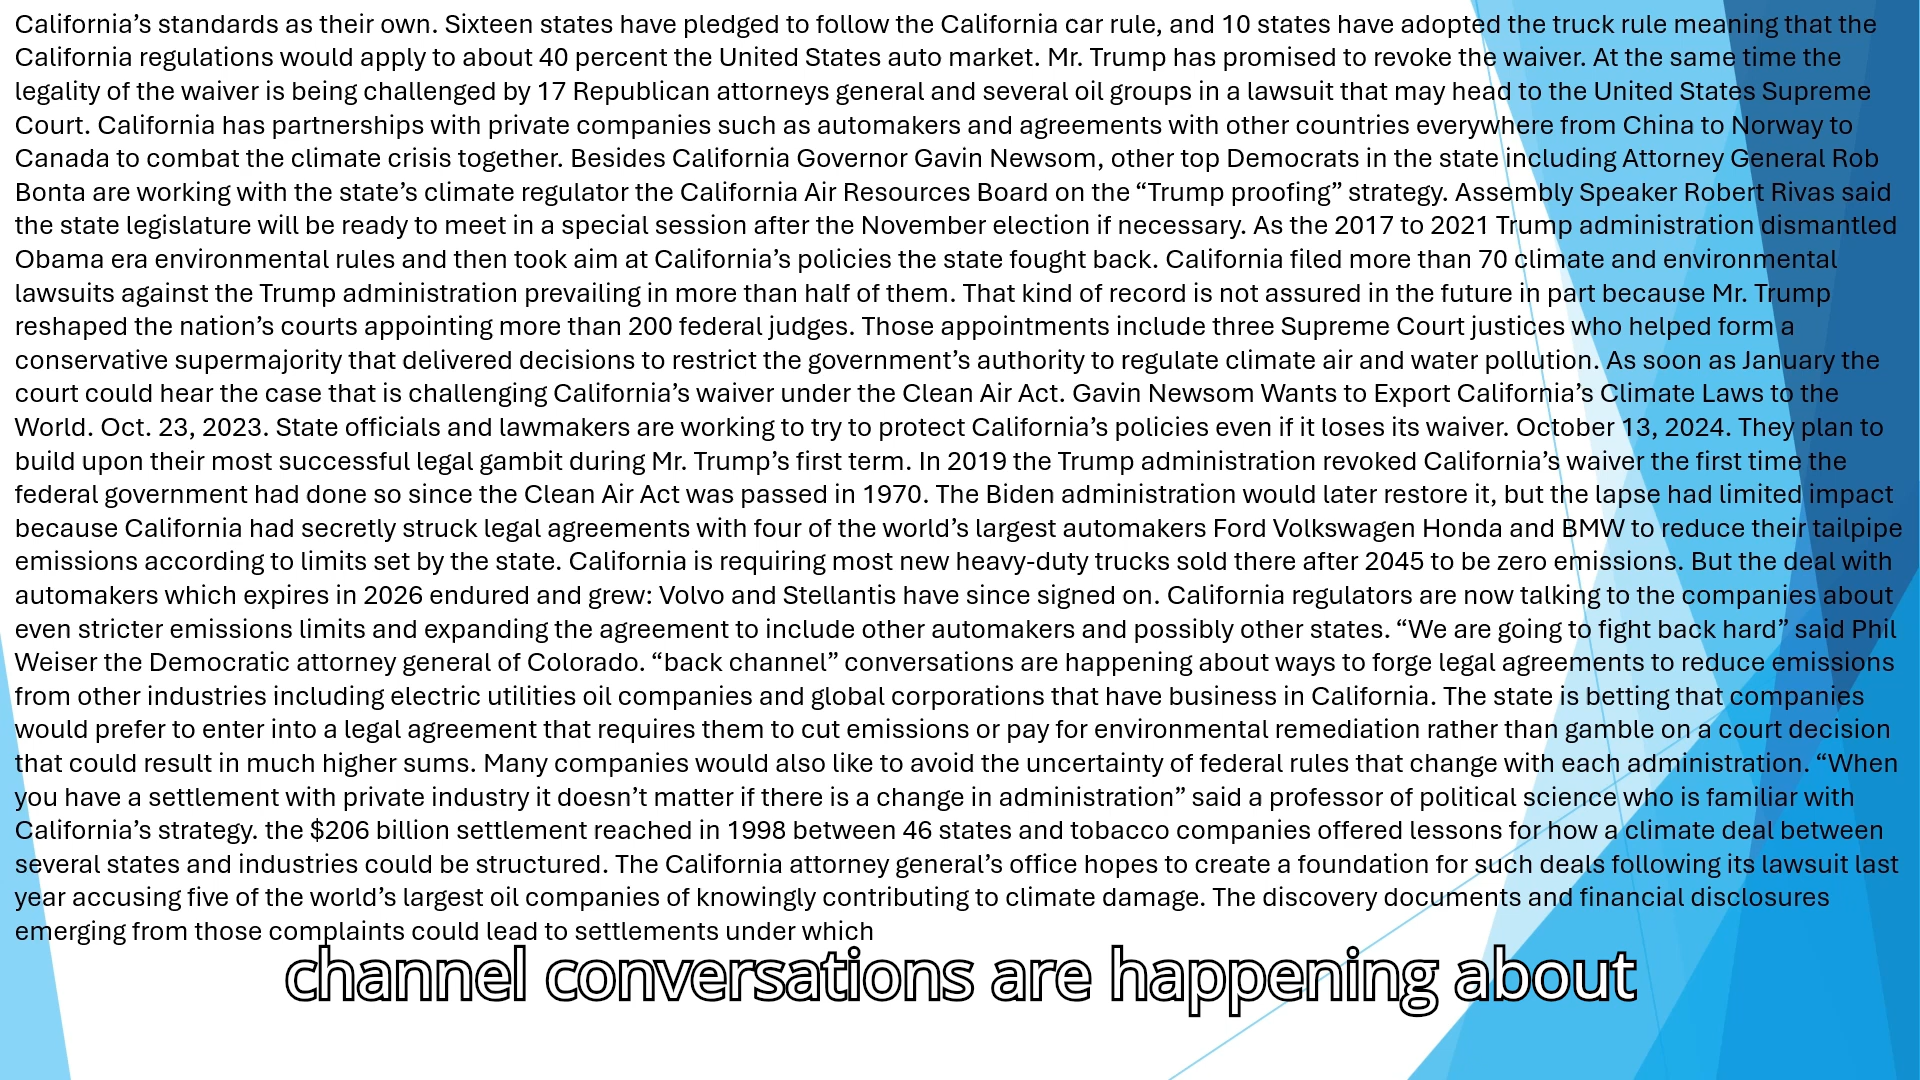 California’s standards as their own. Sixteen states have pledged to follow the California car rule, and 10 states have adopted the truck rule meaning that the
California regulations would apply to about 40 percent the United States auto market. Mr. Trump has promised to revoke the waiver. At the same time the
legality of the waiver is being challenged by 17 Republican attorneys general and several oil groups in a lawsuit that may head to the United States Supreme
Court. California has partnerships with private companies such as automakers and agreements with other countries everywhere from China to Norway to
Canada to combat the climate crisis together. Besides California Governor Gavin Newsom, other top Democrats in the state including Attorney General Rob
Bonta are working with the state’s climate regulator the California Air Resources Board on the “Trump proofing” strategy. Assembly Speaker Robert Rivas said
the state legislature will be ready to meet in a special session after the November election if necessary. As the 2017 to 2021 Trump administration dismantled
Obama era environmental rules and then took aim at California’s policies the state fought back. California filed more than 70 climate and environmental
lawsuits against the Trump administration prevailing in more than half of them. That kind of record is not assured in the future in part because Mr. Trump
reshaped the nation’s courts appointing more than 200 federal judges. Those appointments include three Supreme Court justices who helped form a
conservative supermajority that delivered decisions to restrict the government’s authority to regulate climate air and water pollution. As soon as January the
court could hear the case that is challenging California’s waiver under the Clean Air Act. Gavin Newsom Wants to Export California’s Climate Laws to the
World. Oct. 23, 2023. State officials and lawmakers are working to try to protect California’s policies even if it loses its waiver. October 13, 2024. They plan to
build upon their most successful legal gambit during Mr. Trump’s first term. In 2019 the Trump administration revoked California’s waiver the first time the
federal government had done so since the Clean Air Act was passed in 1970. The Biden administration would later restore it, but the lapse had limited impact
because California had secretly struck legal agreements with four of the world’s largest automakers Ford Volkswagen Honda and BMW to reduce their tailpipe
emissions according to limits set by the state. California is requiring most new heavy-duty trucks sold there after 2045 to be zero emissions. But the deal with
automakers which expires in 2026 endured and grew: Volvo and Stellantis have since signed on. California regulators are now talking to the companies about
even stricter emissions limits and expanding the agreement to include other automakers and possibly other states. “We are going to fight back hard” said Phil
Weiser the Democratic attorney general of Colorado. “back channel” conversations are happening about ways to forge legal agreements to reduce emissions
from other industries including electric utilities oil companies and global corporations that have business in California. The state is betting that companies
would prefer to enter into a legal agreement that requires them to cut emissions or pay for environmental remediation rather than gamble on a court decision
that could result in much higher sums. Many companies would also like to avoid the uncertainty of federal rules that change with each administration. “When
you have a settlement with private industry it doesn’t matter if there is a change in administration” said a professor of political science who is familiar with
California’s strategy. the $206 billion settlement reached in 1998 between 46 states and tobacco companies offered lessons for how a climate deal between
several states and industries could be structured. The California attorney general’s office hopes to create a foundation for such deals following its lawsuit last
year accusing five of the world’s largest oil companies of knowingly contributing to climate damage. The discovery documents and financial disclosures
emerging from those complaints could lead to settlements under which
channel conversations are happening about